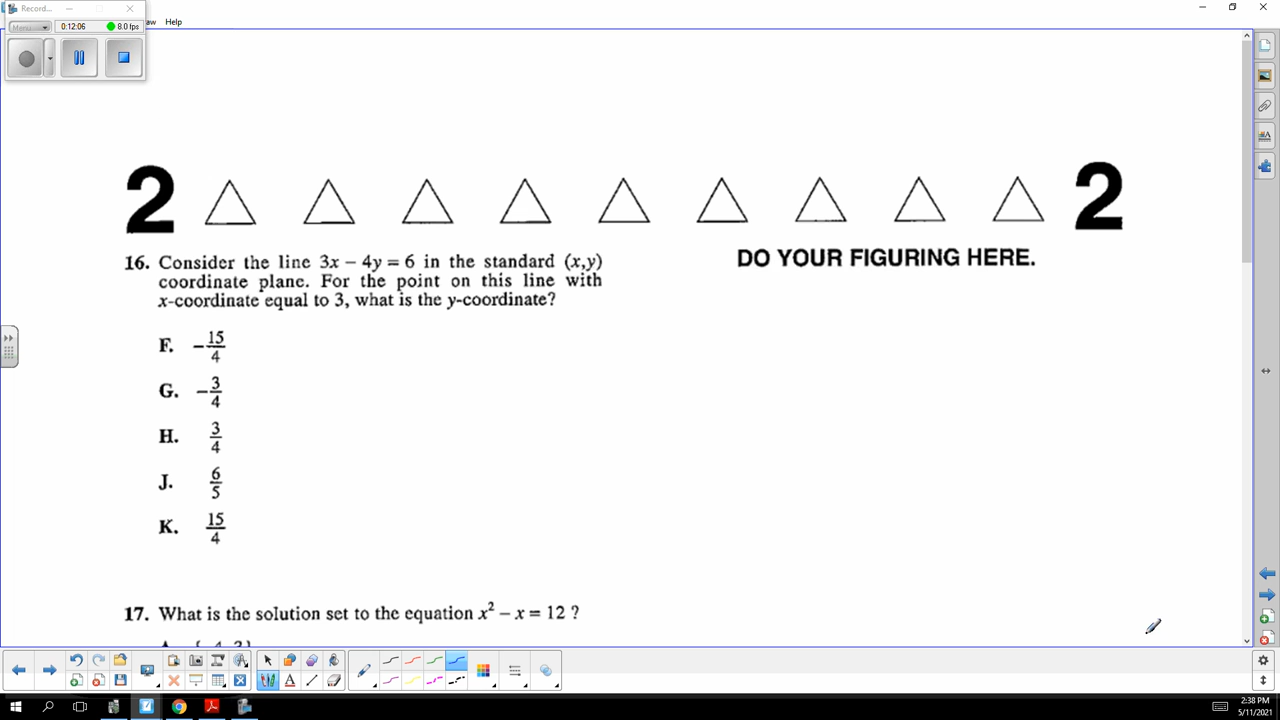 Record...
Menu
0:12:06
8.0 fps
aw Help
2 2
16. Consider the line 3x − 4y = 6 in the standard (x,y)
coordinate plane. For the point on this line with
x-coordinate equal to 3, what is the y-coordinate?
DO YOUR FIGURING HERE.
F. −15/4
G. −3/4
H. 3/4
J. 6/5
K. 15/4
17. What is the solution set to the equation x² − x = 12 ?
2:38 PM
5/11/2021